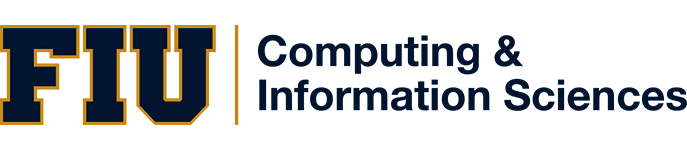 FIU
Computing &
Information Sciences